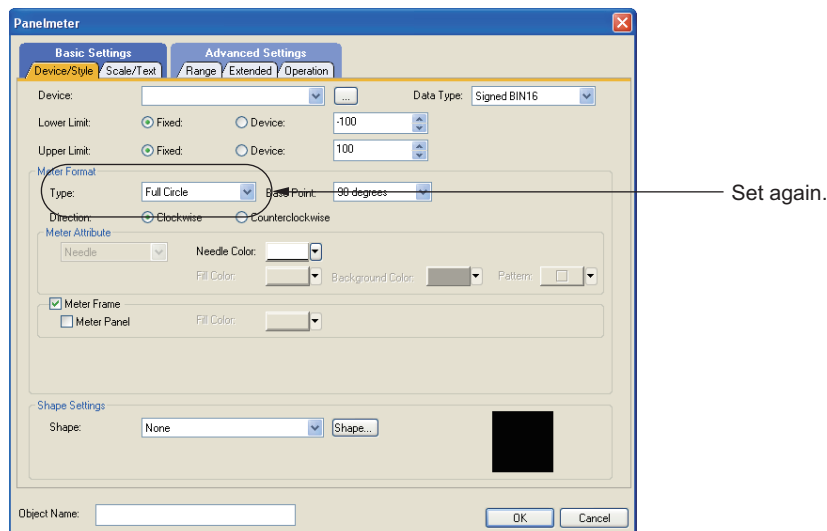 Panelmeter
Basic Settings Advanced Settings
Device/Style Scale/Text Range Extended Operation
Device: ... Data Type: Signed BIN16
Lower Limit: Fixed: Device: -100
Upper Limit: Fixed: Device: 100
Meter Format
Type: Full Circle Base Point: 90 degrees
Set again.
Direction: Clockwise Counterclockwise
Meter Attribute
Needle Needle Color:
Fill Color: Background Color: Pattern:
Meter Frame
Meter Panel Fill Color:
Shape Settings
Shape: None Shape...
Object Name: OK Cancel